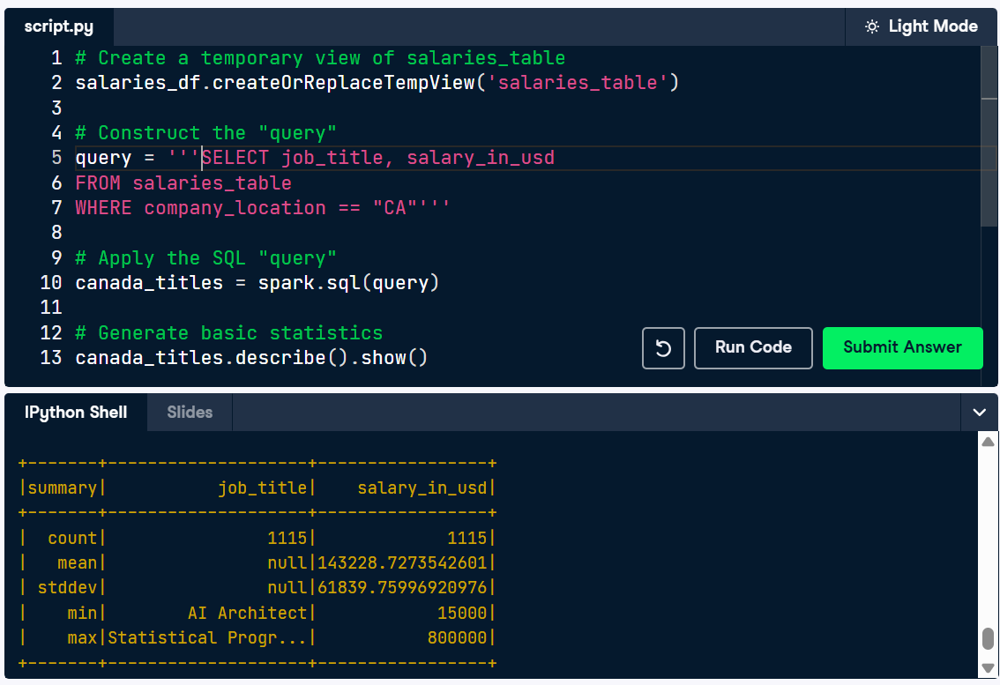 script.py
Light Mode
1 # Create a temporary view of salaries_table
2 salaries_df.createOrReplaceTempView('salaries_table')
3
4 # Construct the "query"
5 query = '''SELECT job_title, salary_in_usd
6 FROM salaries_table
7 WHERE company_location == "CA"'''
8
9 # Apply the SQL "query"
10 canada_titles = spark.sql(query)
11
12 # Generate basic statistics
13 canada_titles.describe().show()
Run Code
Submit Answer
IPython Shell
Slides
+-------+------------------+----------------+
|summary|         job_title|   salary_in_usd|
+-------+------------------+----------------+
|  count|              1115|            1115|
|   mean|              null|143228.7273542601|
| stddev|              null|61839.75996920976|
|    min|      AI Architect|           15000|
|    max|Statistical Progr...|          800000|
+-------+------------------+----------------+